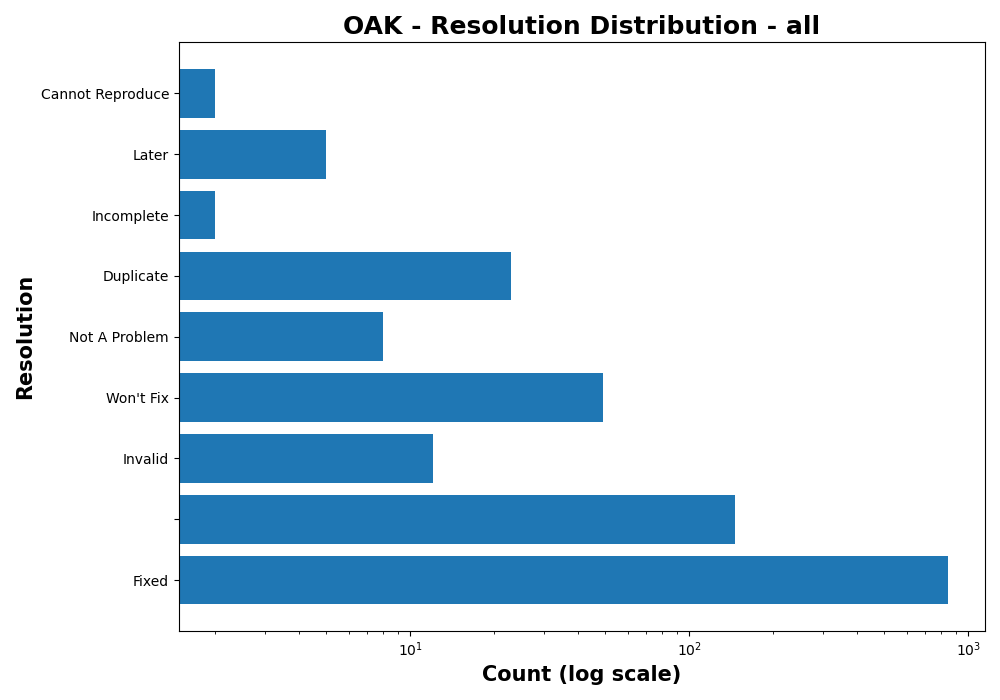 OAK - Resolution Distribution - all
Cannot Reproduce
Later
Incomplete
Duplicate
Not A Problem
Won't Fix
Invalid
Fixed
Resolution
10¹ 10² 10³
Count (log scale)